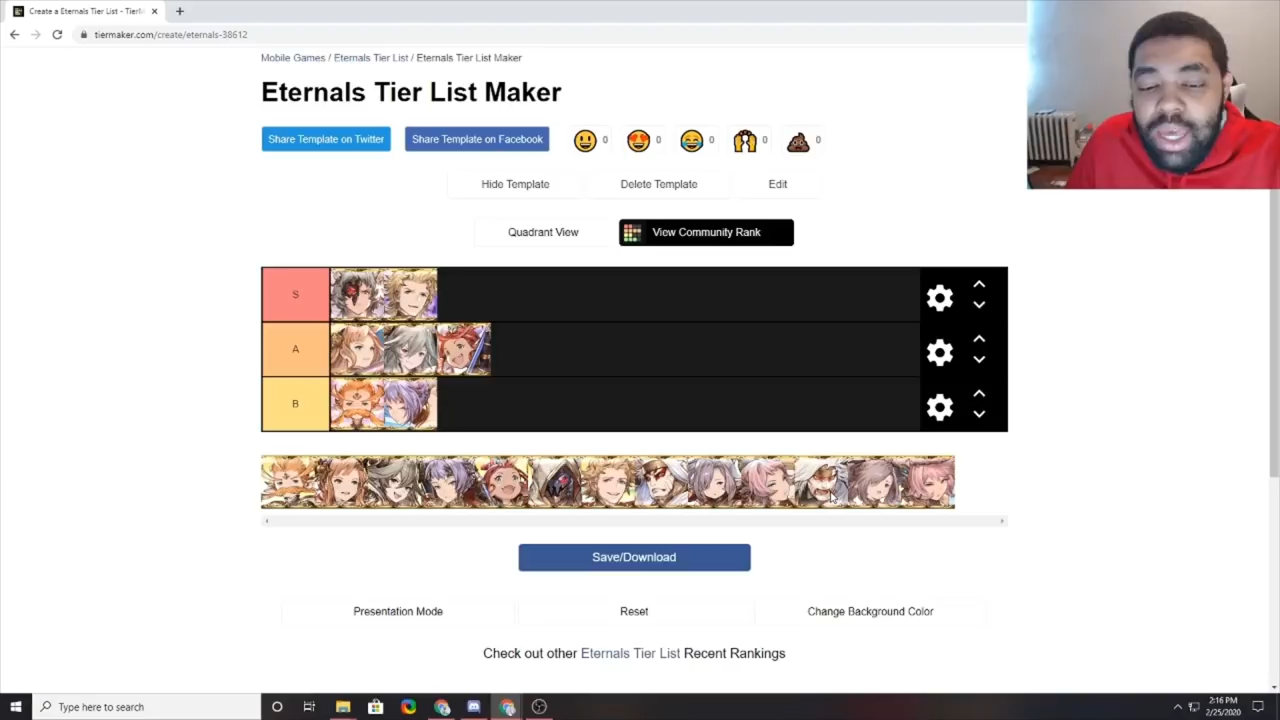 Create a Eternals Tier List - TierM
tiermaker.com/create/eternals-38612
Mobile Games / Eternals Tier List / Eternals Tier List Maker
Eternals Tier List Maker
Share Template on Twitter Share Template on Facebook 0 0 0 0 0
Hide Template Delete Template Edit
Quadrant View View Community Rank
S
A
B
Save/Download
Presentation Mode Reset Change Background Color
Check out other Eternals Tier List Recent Rankings
Type here to search
2:16 PM
2/25/2020